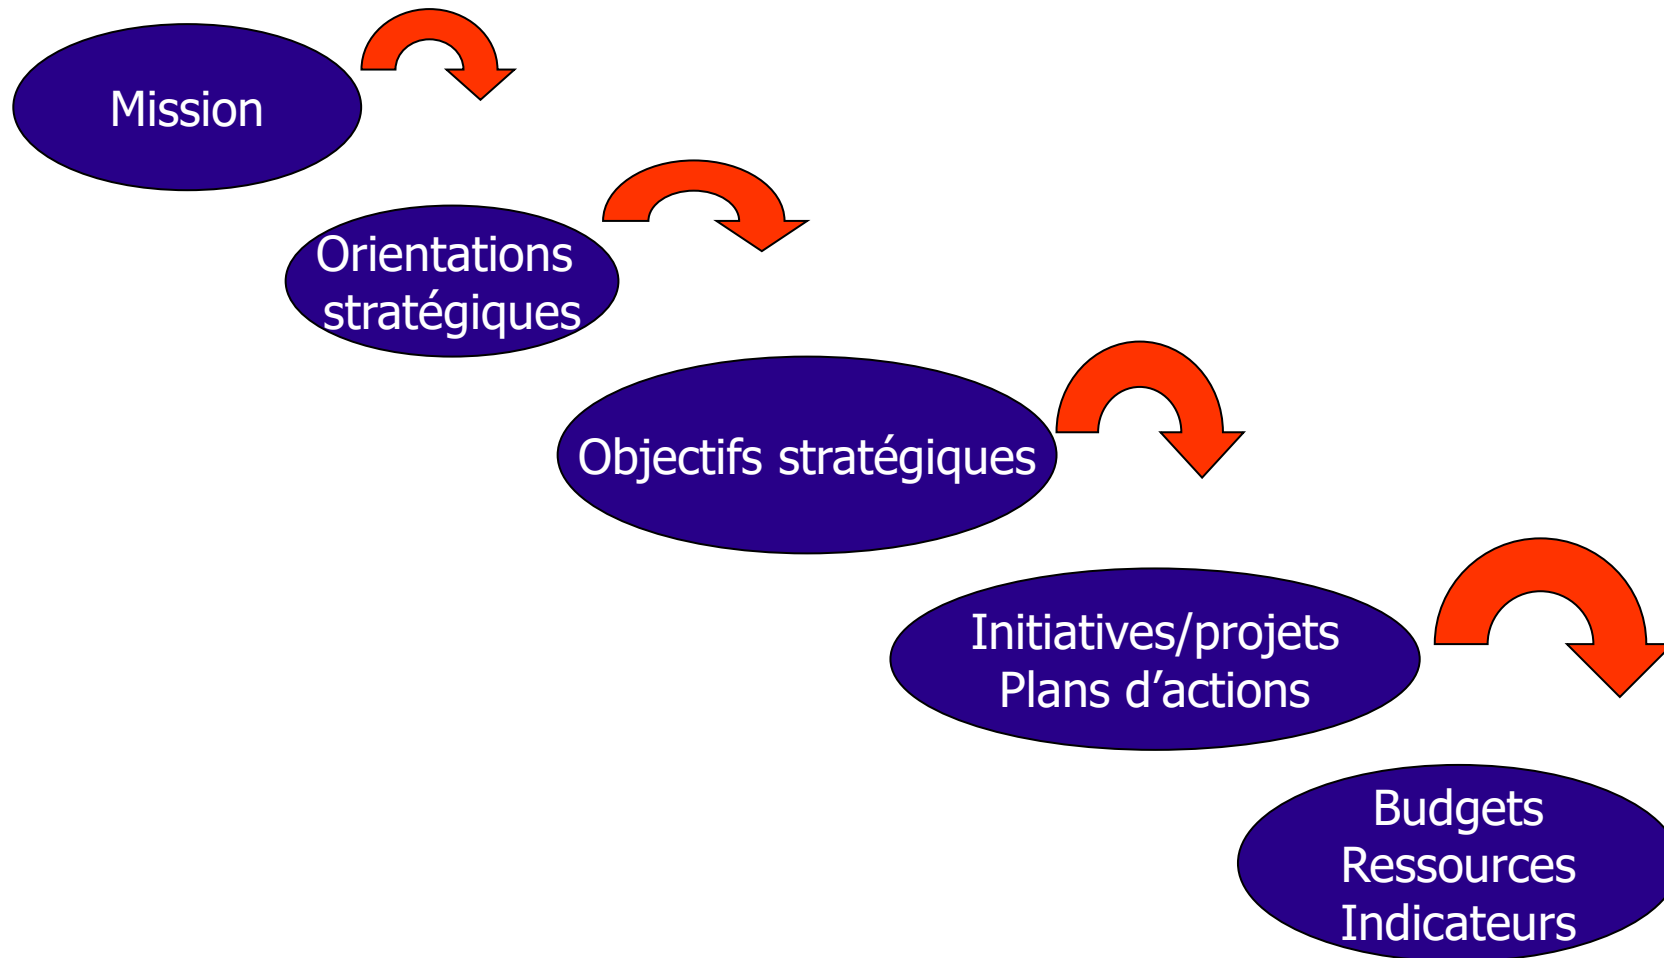 Mission
Orientations
stratégiques
Objectifs stratégiques
Initiatives/projets
Plans d’actions
Budgets
Ressources
Indicateurs